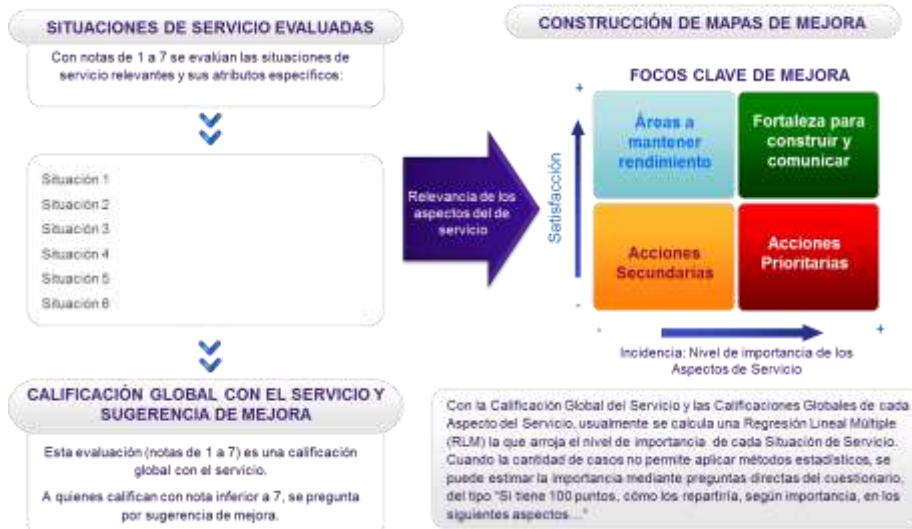 SITUACIONES DE SERVICIO EVALUADAS
Con notas de 1 a 7 se evalúan las situaciones de
servicio relevantes y sus atributos específicos:
Situación 1
Situación 2
Situación 3
Situación 4
Situación 5
Situación 6
CALIFICACIÓN GLOBAL CON EL SERVICIO Y
SUGERENCIA DE MEJORA
Esta evaluación (notas de 1 a 7) es una calificación
global con el servicio.
A quienes califican con nota inferior a 7, se pregunta
por sugerencia de mejora.
Relevancia de los
aspectos del de
servicio
CONSTRUCCIÓN DE MAPAS DE MEJORA
FOCOS CLAVE DE MEJORA
+
Satisfacción
-
Áreas a
mantener
rendimiento
Fortaleza para
construir y
comunicar
Acciones
Secundarias
Acciones
Prioritarias
-
+
Incidencia: Nivel de importancia de los
Aspectos de Servicio
Con la Calificación Global del Servicio y las Calificaciones Globales de cada
Aspecto del Servicio, usualmente se calcula una Regresión Lineal Múltiple
(RLM) la que arroja el nivel de importancia de cada Situación de Servicio.
Cuando la cantidad de casos no permite aplicar métodos estadísticos, se
puede estimar la importancia mediante preguntas directas del cuestionario,
del tipo "Si tiene 100 puntos, cómo los repartiría, según importancia, en los
siguientes aspectos…"